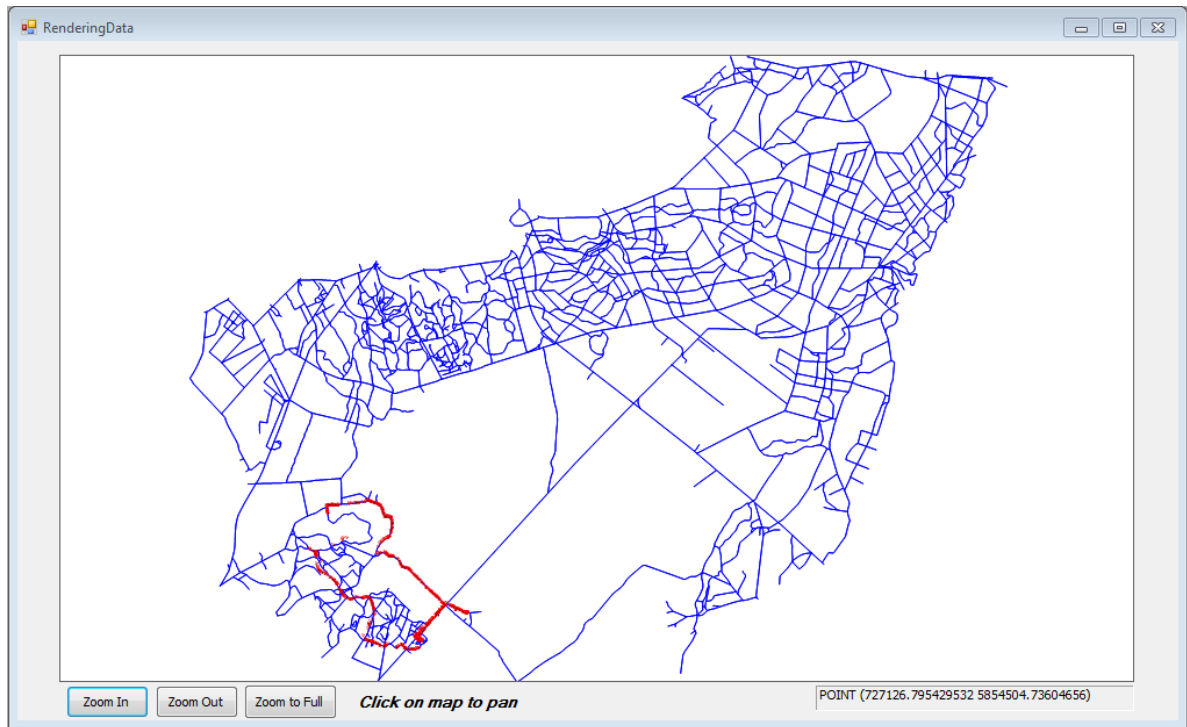 RenderingData
Zoom In
Zoom Out
Zoom to Full
Click on map to pan
POINT (727126.795429532 5854504.73604656)